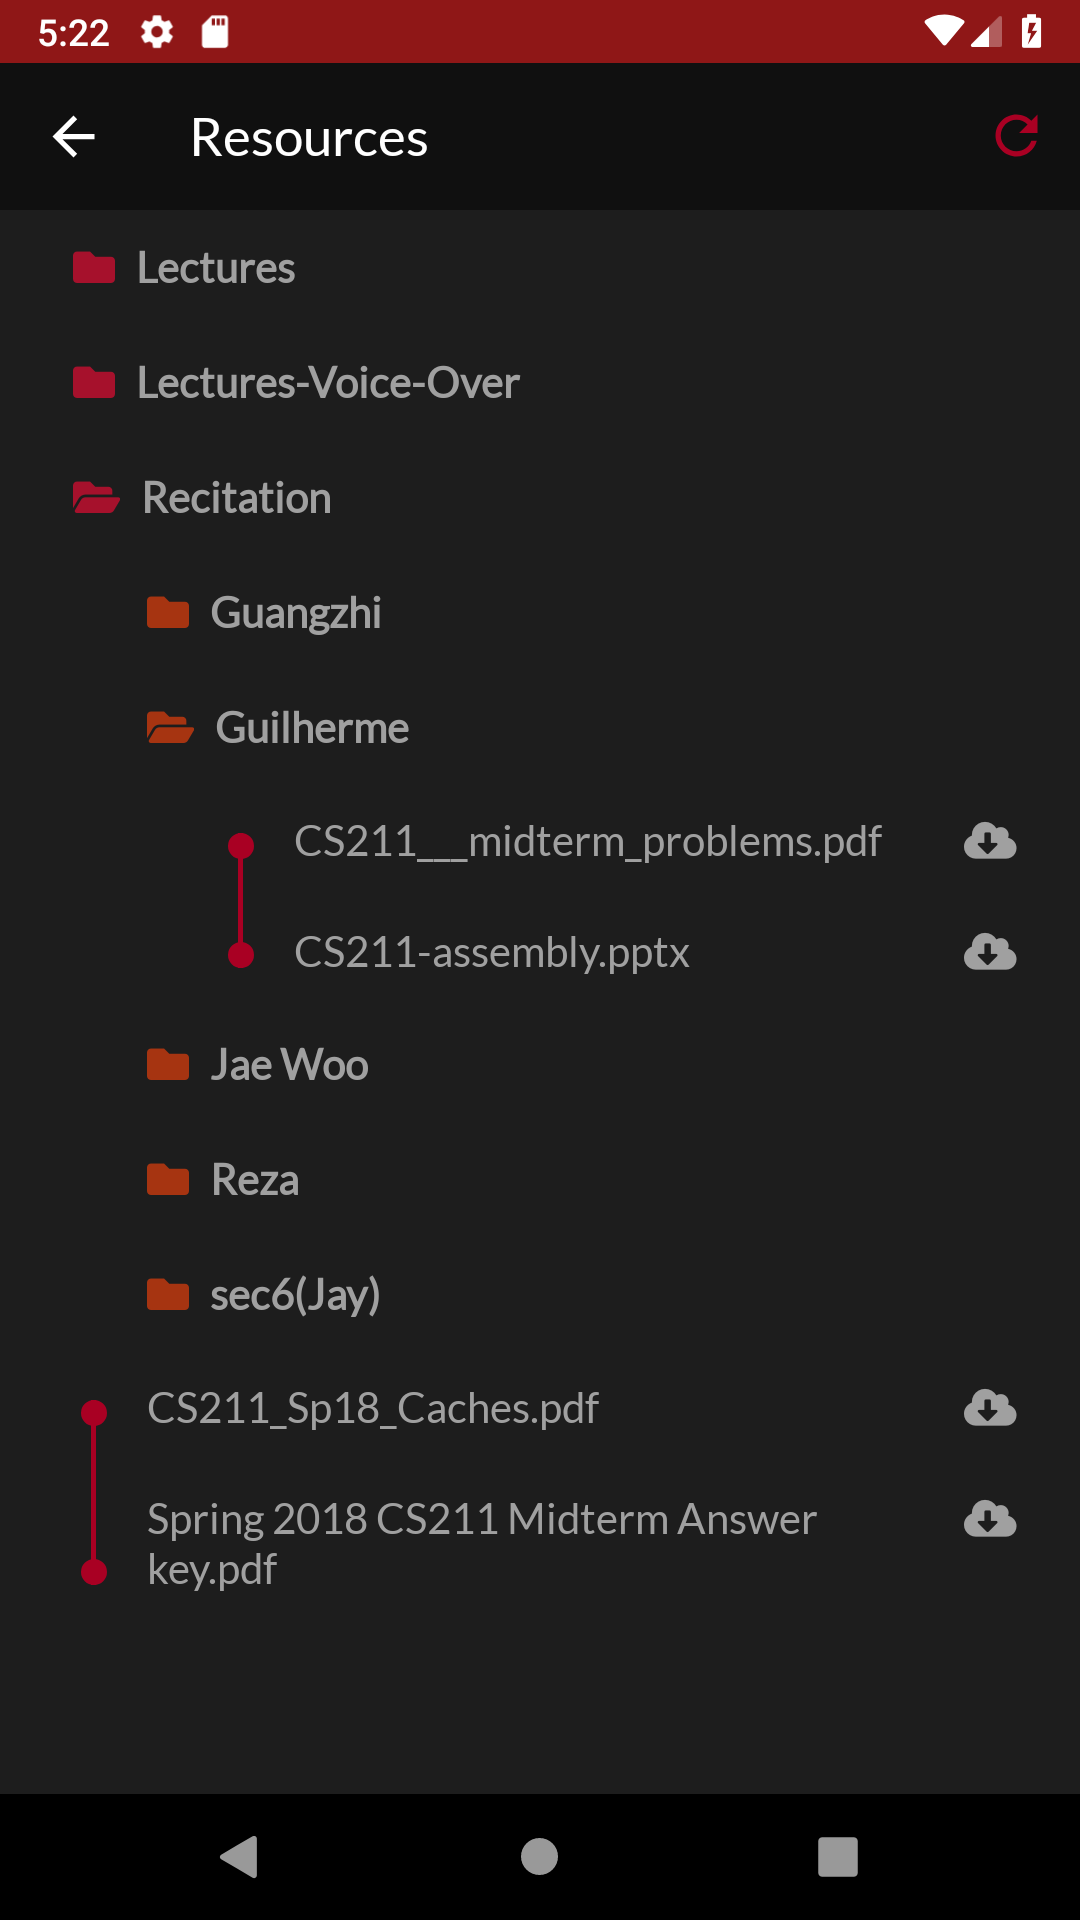 5:22
Resources
Lectures
Lectures-Voice-Over
Recitation
Guangzhi
Guilherme
CS211___midterm_problems.pdf
CS211-assembly.pptx
Jae Woo
Reza
sec6(Jay)
CS211_Sp18_Caches.pdf
Spring 2018 CS211 Midterm Answer
key.pdf